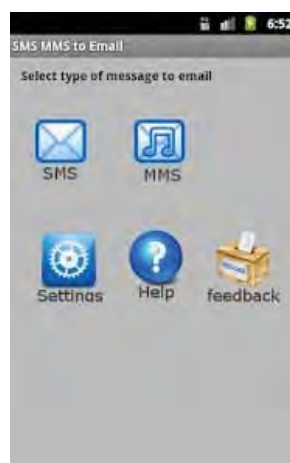 6:52
SMS MMS to Email
Select type of message to email
SMS MMS
Settings Help feedback